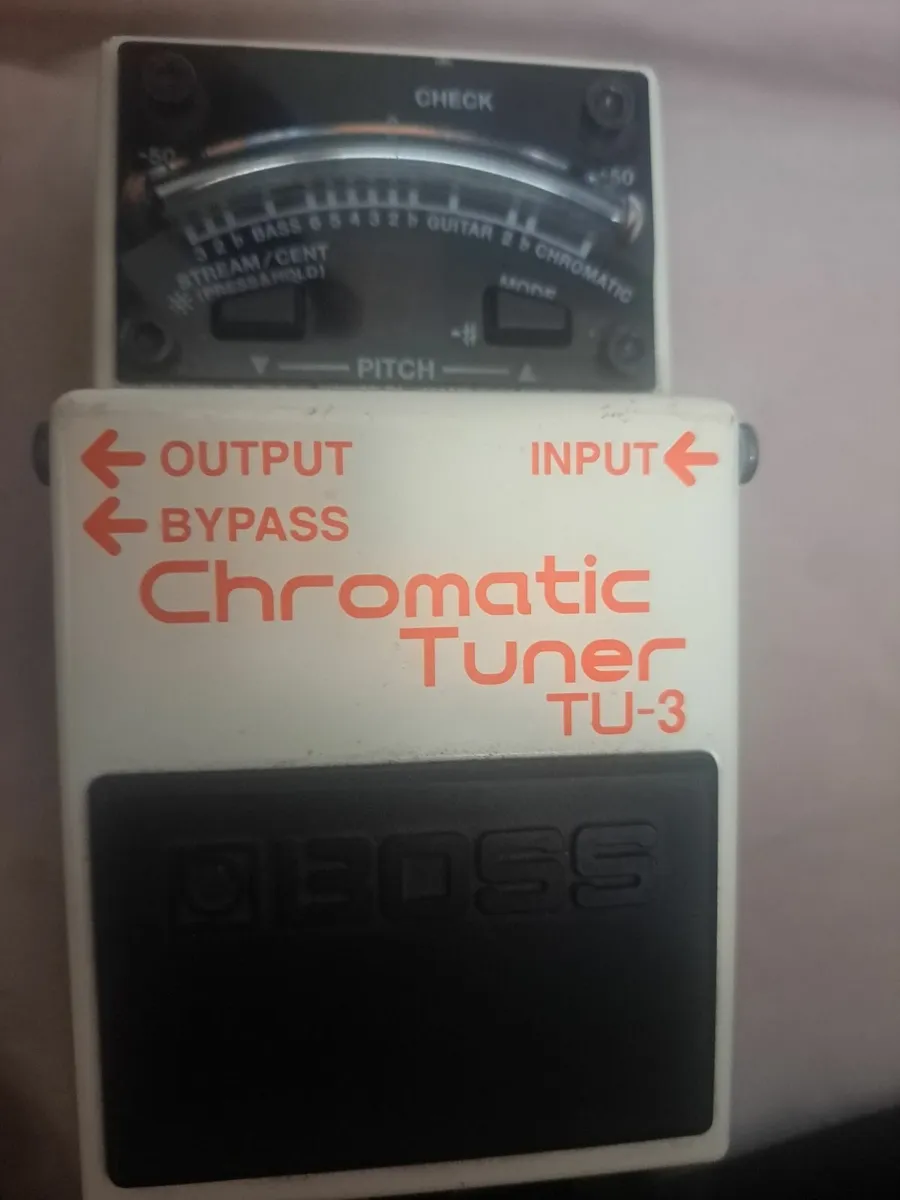 CHECK
-50 +50
3 2 b BASS 6 5 4 3 2 b GUITAR 2 b CHROMATIC
STREAM/CENT
(PRESS&HOLD)
MODE
-#
▼ PITCH ▲
← OUTPUT
INPUT ←
← BYPASS
Chromatic
Tuner
TU-3
BOSS